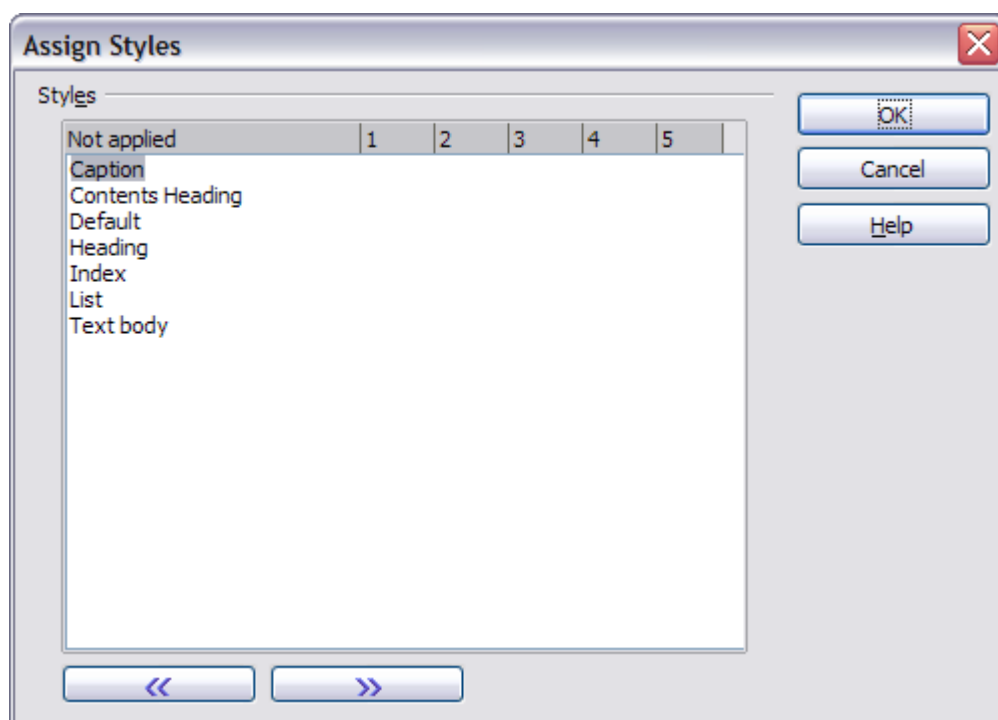 Assign Styles
Styles
Not applied 1 2 3 4 5
Caption
Contents Heading
Default
Heading
Index
List
Text body
OK
Cancel
Help
<< >>